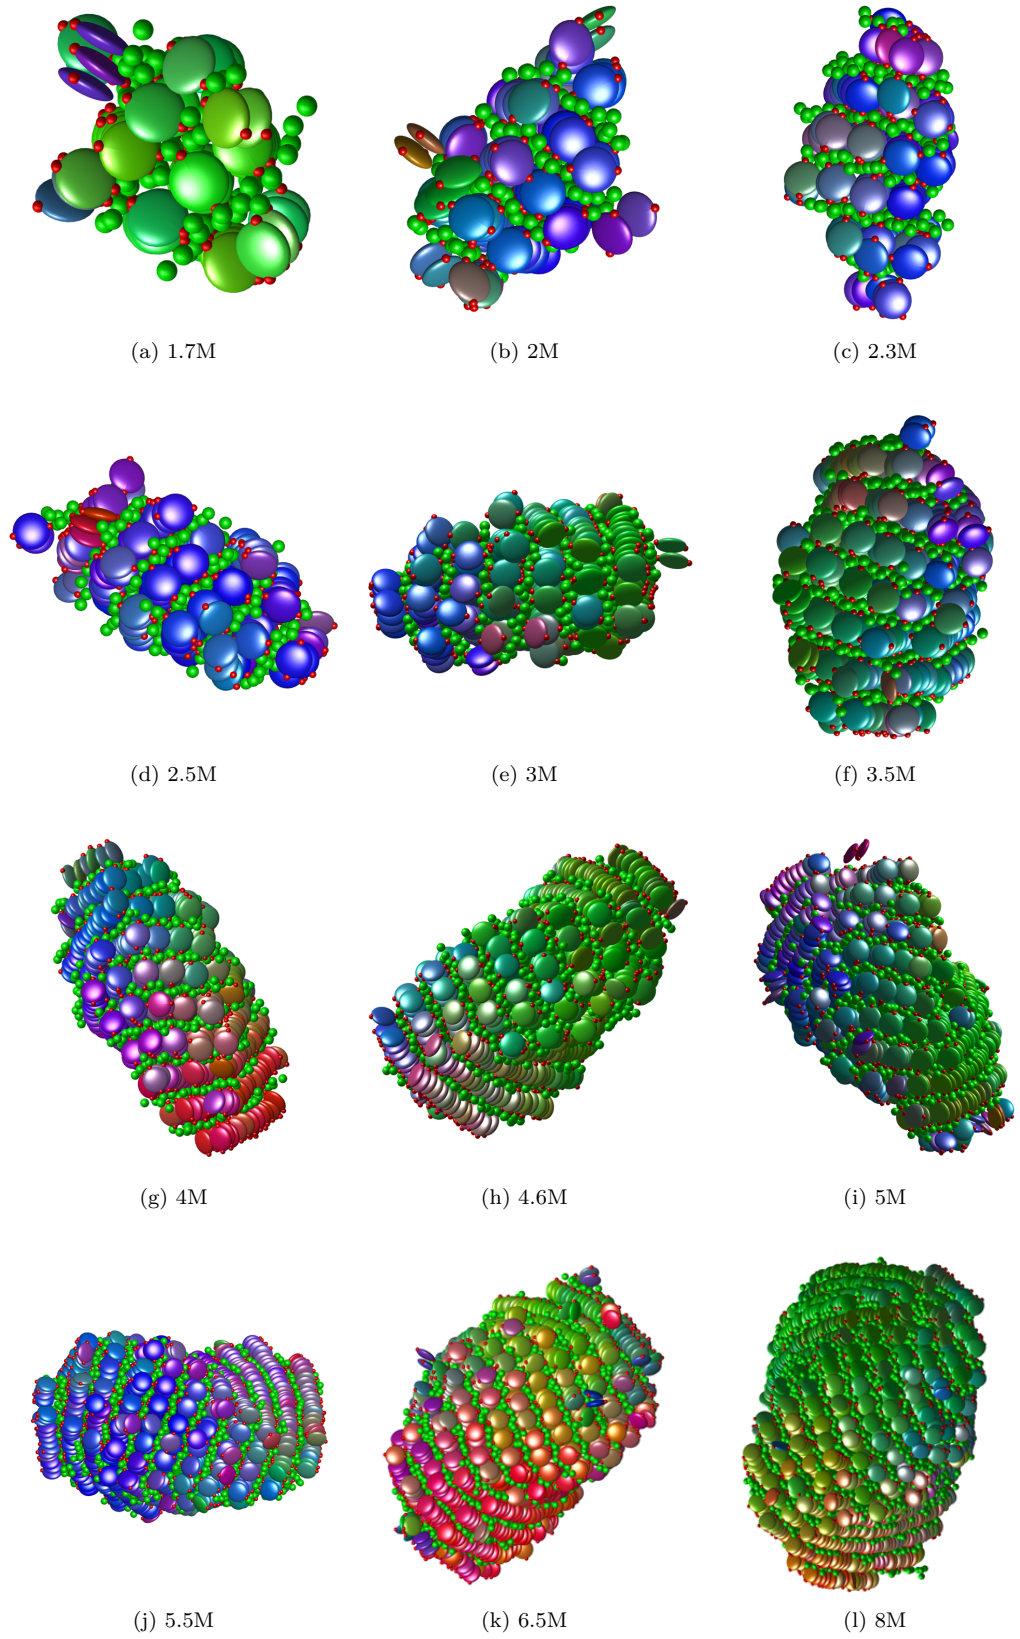 (a) 1.7M
(b) 2M
(c) 2.3M
(d) 2.5M
(e) 3M
(f) 3.5M
(g) 4M
(h) 4.6M
(i) 5M
(j) 5.5M
(k) 6.5M
(l) 8M